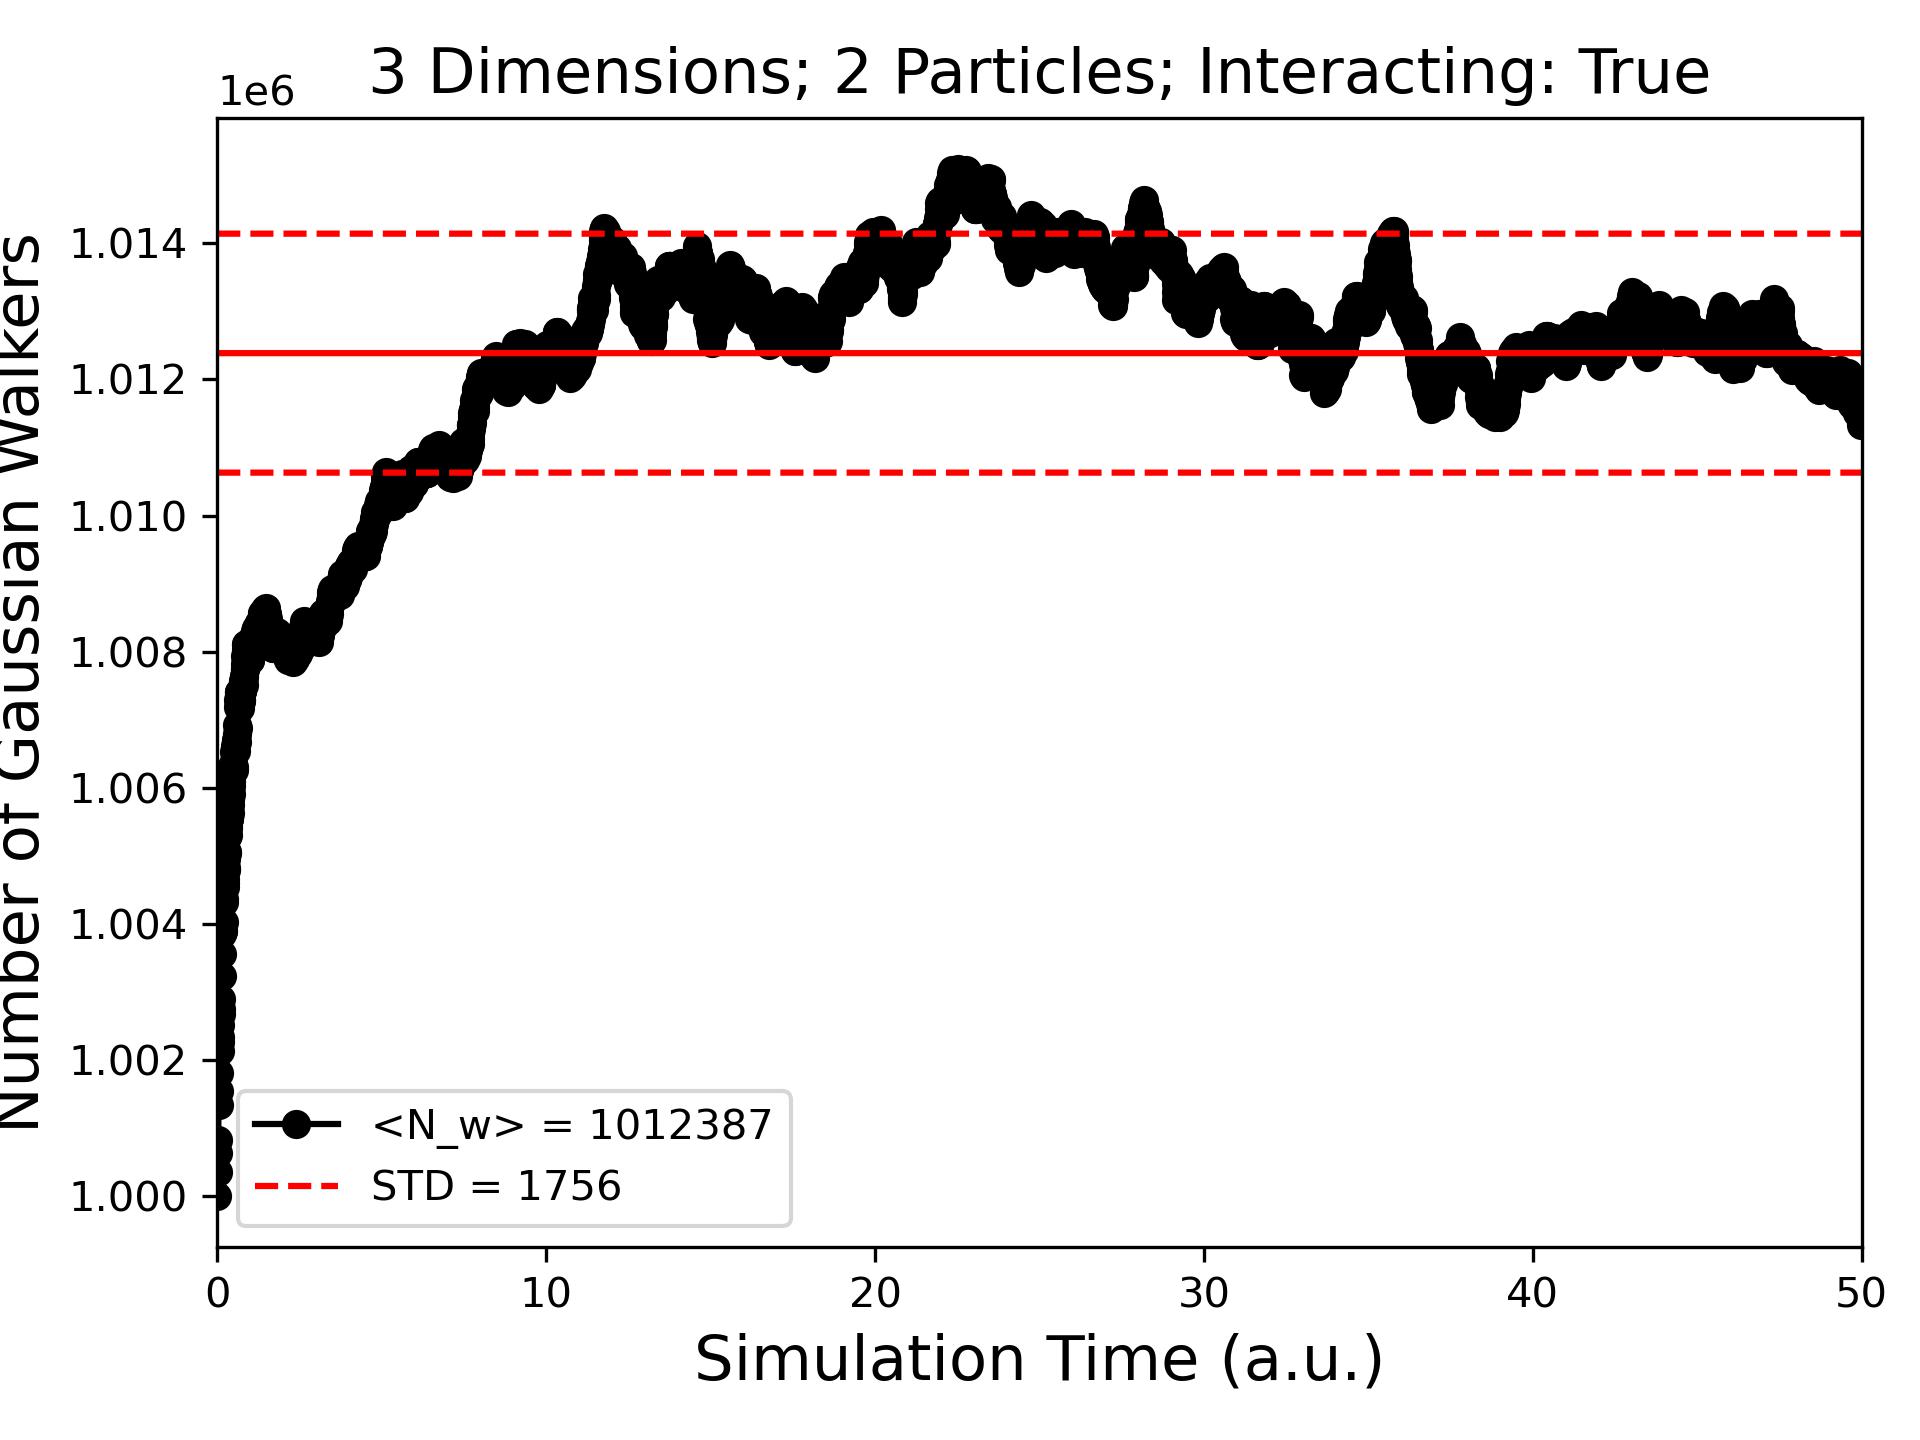 3 Dimensions; 2 Particles; Interacting: True
1e6
Number of Gaussian Walkers
1.014
1.012
1.010
1.008
1.006
1.004
1.002
1.000
<N_w> = 1012387
STD = 1756
0 10 20 30 40 50
Simulation Time (a.u.)